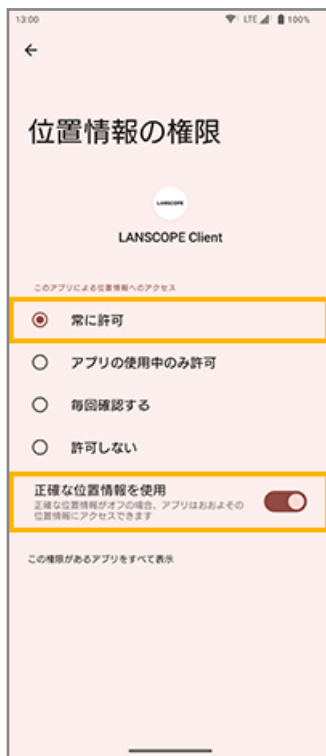 13:00
LTE 100%
位置情報の権限
LANSCOPE
LANSCOPE Client
このアプリによる位置情報へのアクセス
常に許可
アプリの使用中のみ許可
毎回確認する
許可しない
正確な位置情報を使用
正確な位置情報がオフの場合、アプリはおおよその
位置情報にアクセスできます
この権限があるアプリをすべて表示